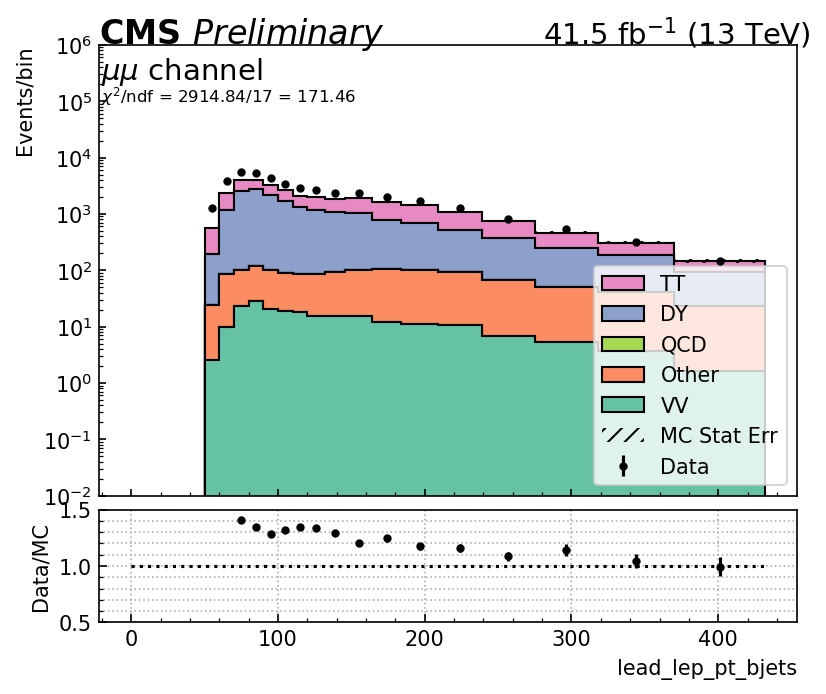 CMS Preliminary 41.5 fb⁻¹ (13 TeV)
μμ channel
χ²/ndf = 2914.84/17 = 171.46
Events/bin
10⁶
10⁵
10⁴
10³
10²
10¹
10⁰
10⁻¹
10⁻²
TT
DY
QCD
Other
VV
MC Stat Err
Data
Data/MC
1.5
1.0
0.5
0 100 200 300 400
lead_lep_pt_bjets